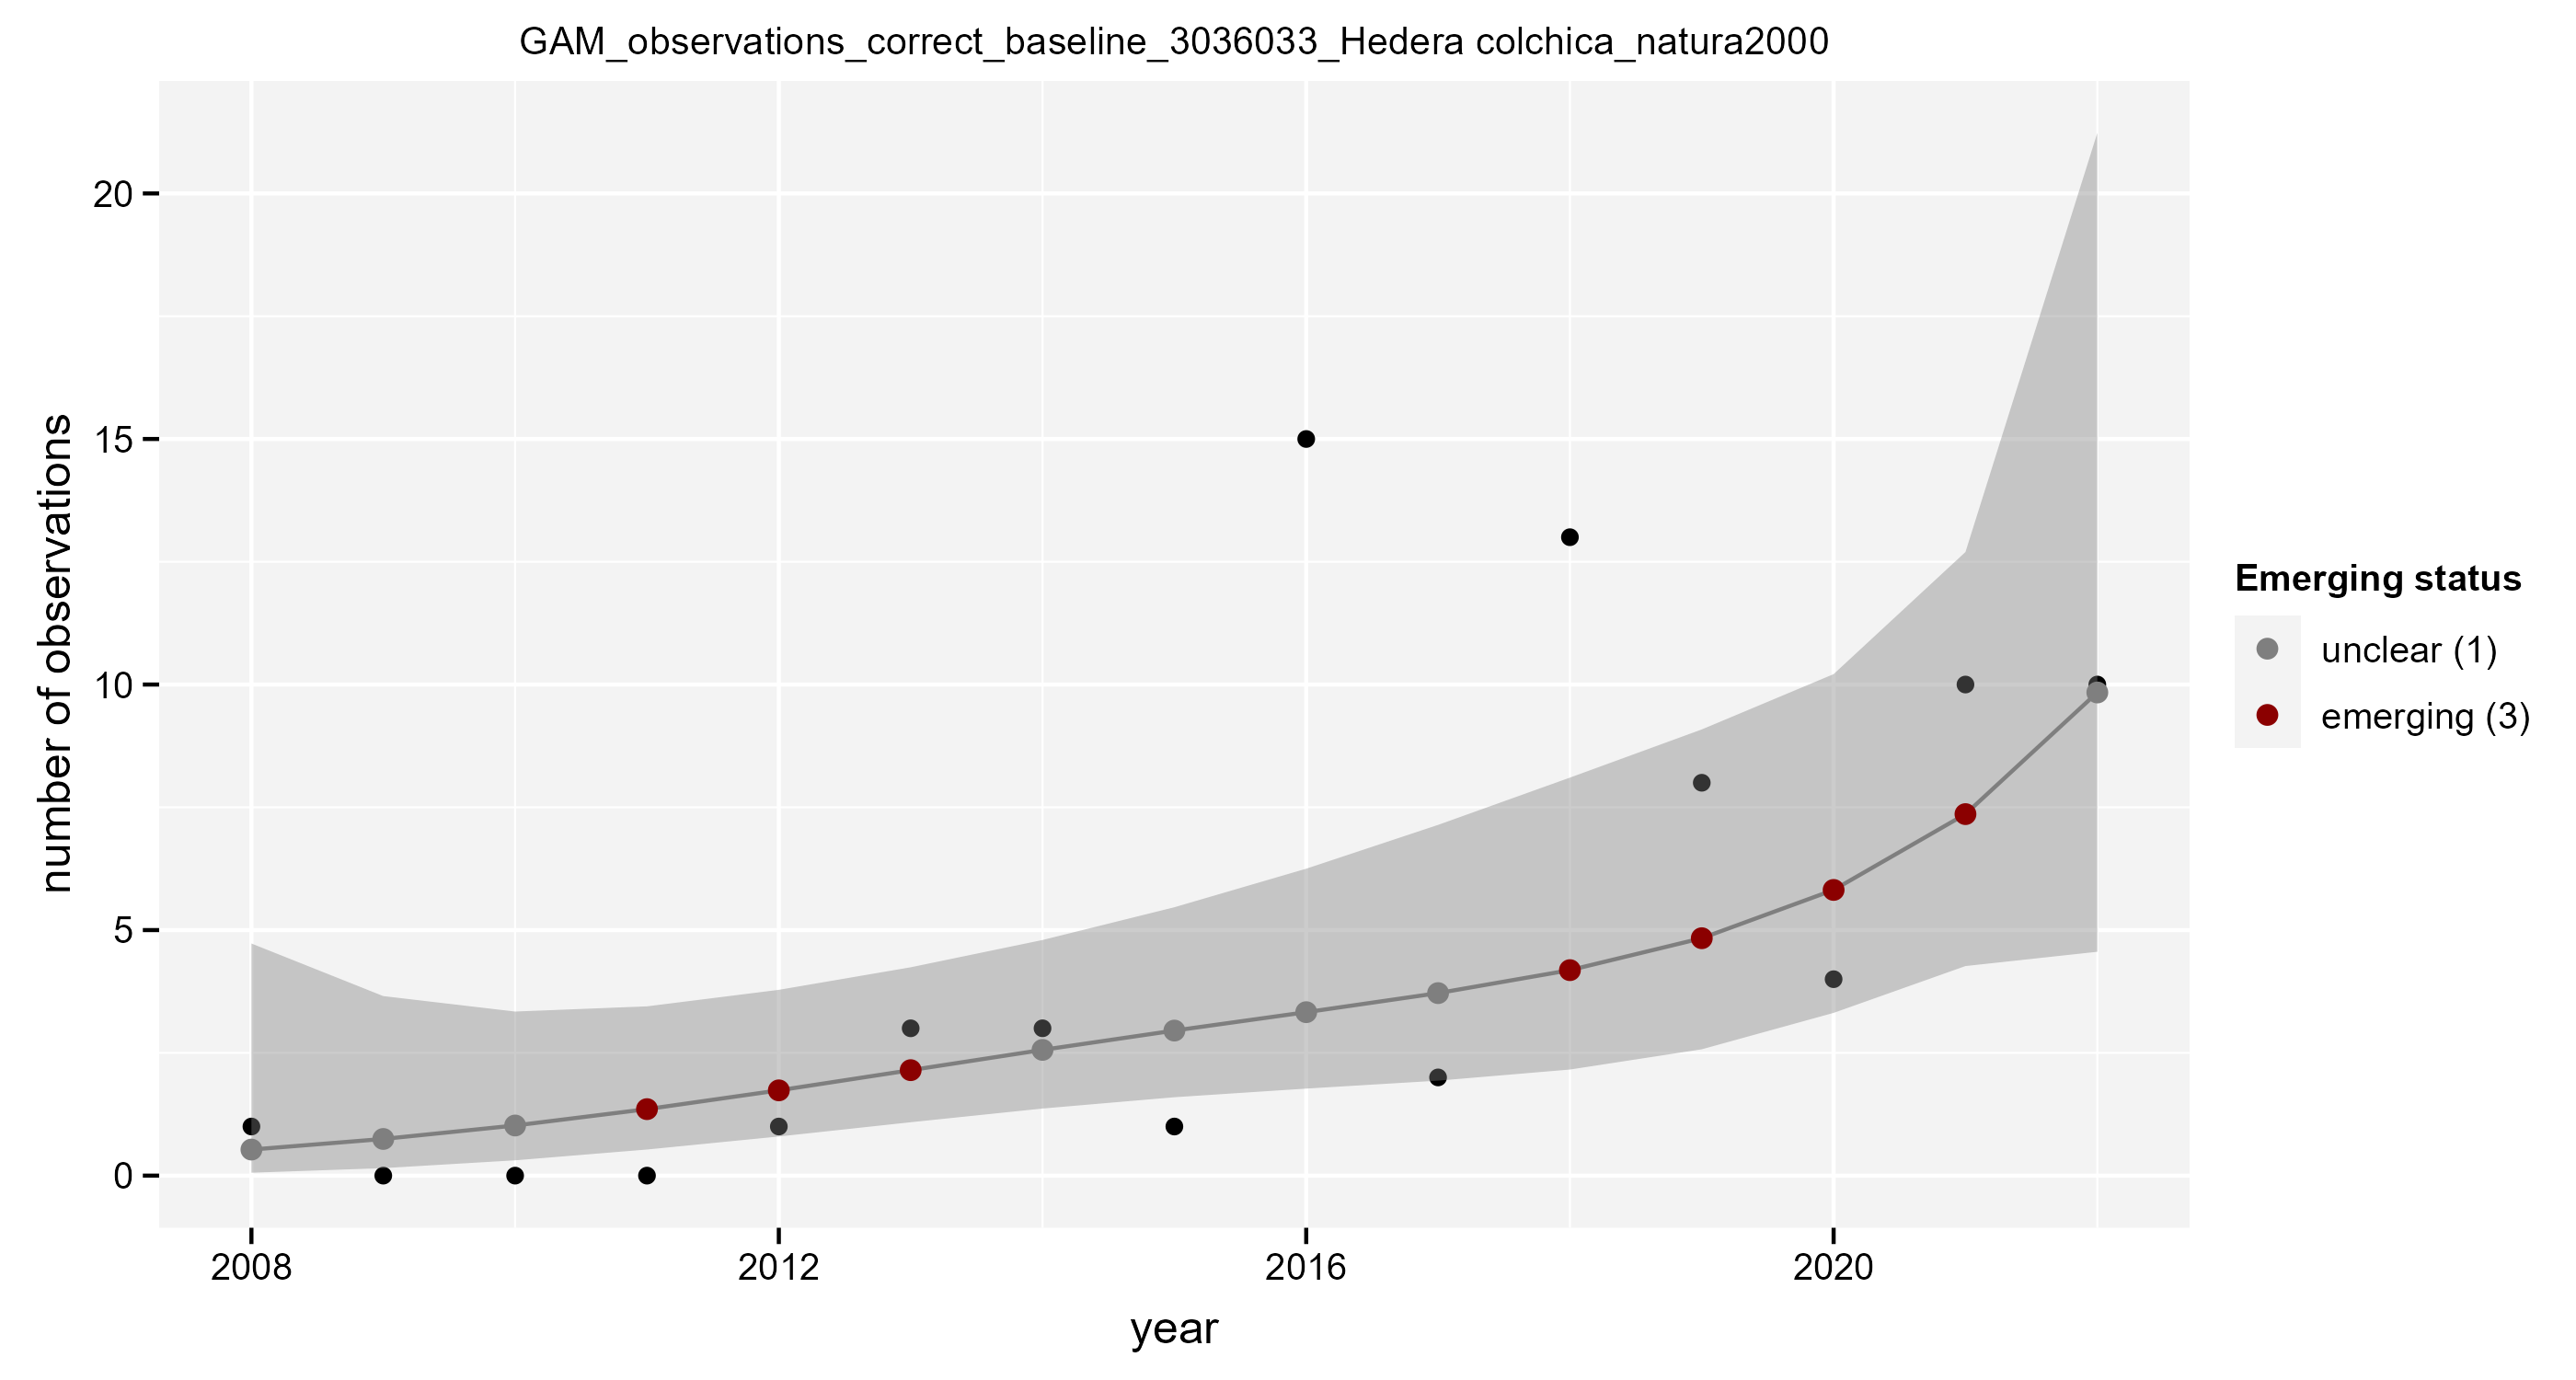 GAM_observations_correct_baseline_3036033_Hedera colchica_natura2000
number of observations
20
15
10
5
0
2008 2012 2016 2020
year
Emerging status
unclear (1)
emerging (3)